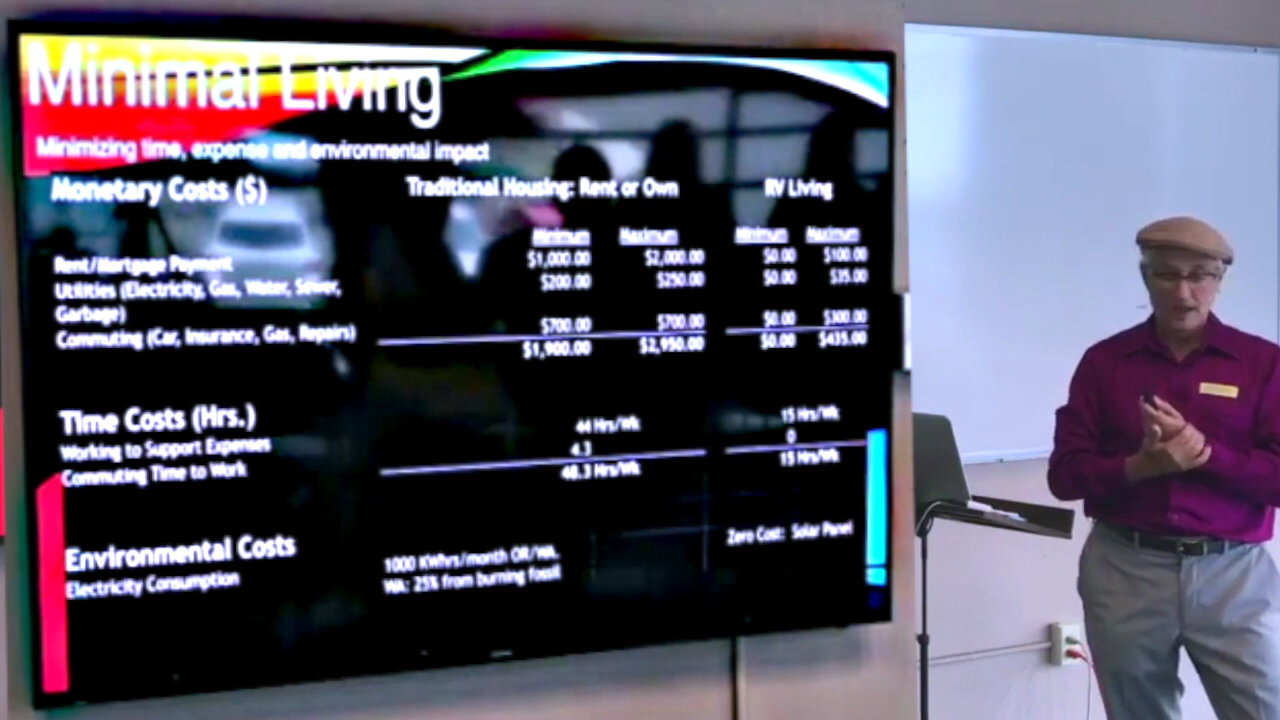 Minimal Living
Minimizing time, expense and environmental impact
Monetary Costs ($) Traditional Housing: Rent or Own RV Living
Minimum Maximum Minimum Maximum
Rent/Mortgage Payment $1,000.00 $2,000.00 $0.00 $100.00
Utilities (Electricity, Gas, Water, Sewer, $200.00 $250.00 $0.00 $35.00
Garbage)
Commuting (Car, Insurance, Gas, Repairs) $700.00 $700.00 $0.00 $300.00
$1,900.00 $2,950.00 $0.00 $435.00
Time Costs (Hrs.)
Working to Support Expenses 44 Hrs/Wk 15 Hrs/Wk
Commuting Time to Work 4.3 0
48.3 Hrs/Wk 15 Hrs/Wk
Environmental Costs
Electricity Consumption 1000 KWhrs/month OR/WA. Zero Cost: Solar Panel
WA: 25% from burning fossil